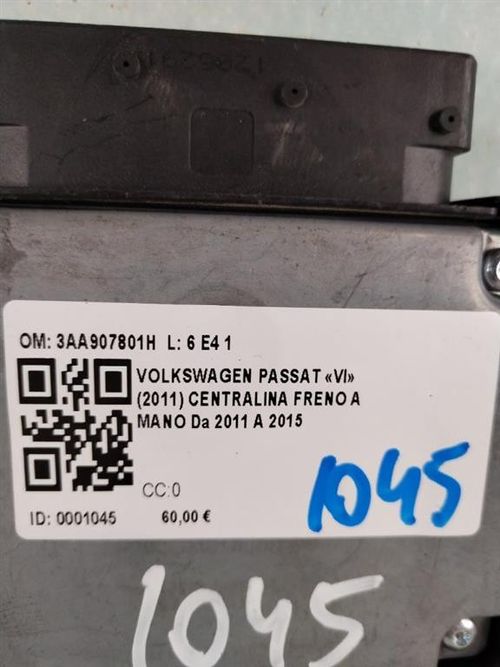 OM: 3AA907801H L: 6 E4 1
VOLKSWAGEN PASSAT «VI»
(2011) CENTRALINA FRENO A
MANO Da 2011 A 2015
CC:0
1045
ID: 0001045 60,00 €
1045